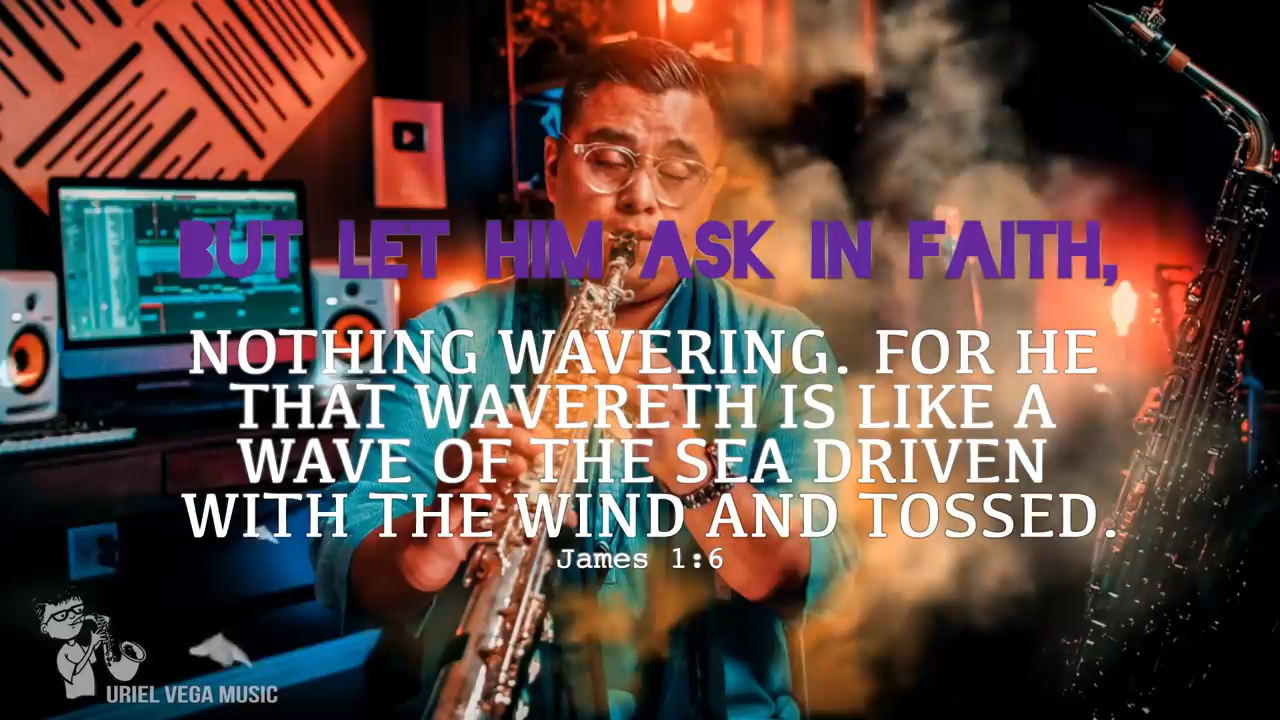 BUT LET HIM ASK IN FAITH,
NOTHING WAVERING. FOR HE
THAT WAVERETH IS LIKE A
WAVE OF THE SEA DRIVEN
WITH THE WIND AND TOSSED.
James 1:6
URIEL VEGA MUSIC